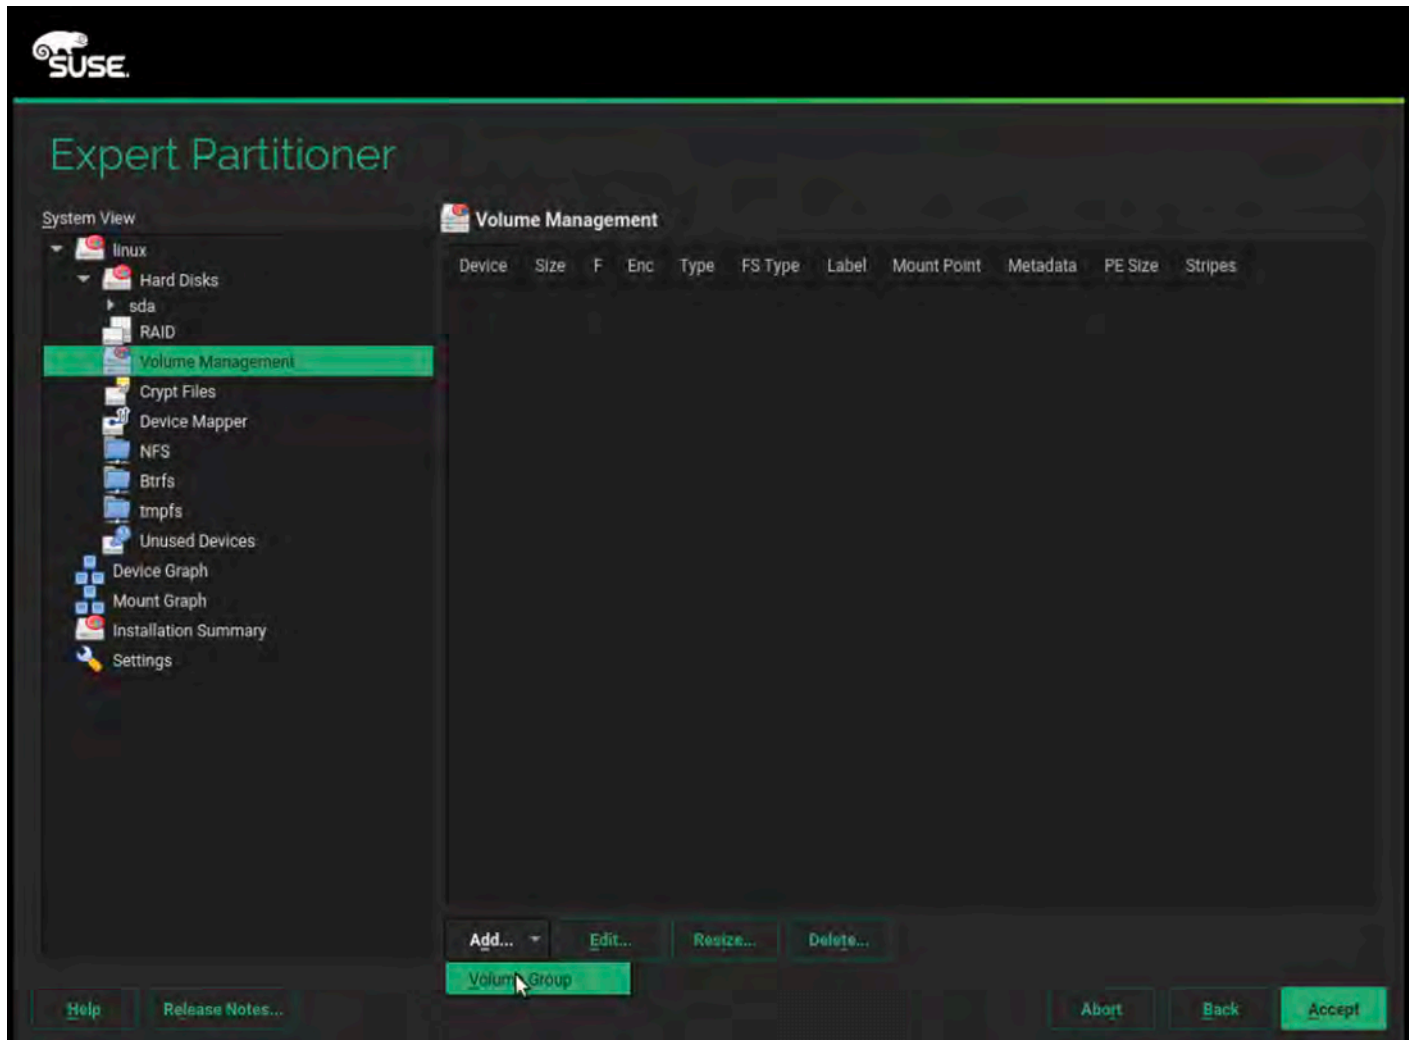 SUSE.
Expert Partitioner
System View
linux
Hard Disks
sda
RAID
Volume Management
Crypt Files
Device Mapper
NFS
Btrfs
tmpfs
Unused Devices
Device Graph
Mount Graph
Installation Summary
Settings
Volume Management
Device Size F Enc Type FS Type Label Mount Point Metadata PE Size Stripes
Add... Edit... Resize... Delete...
Volume Group
Help Release Notes... Abort Back Accept